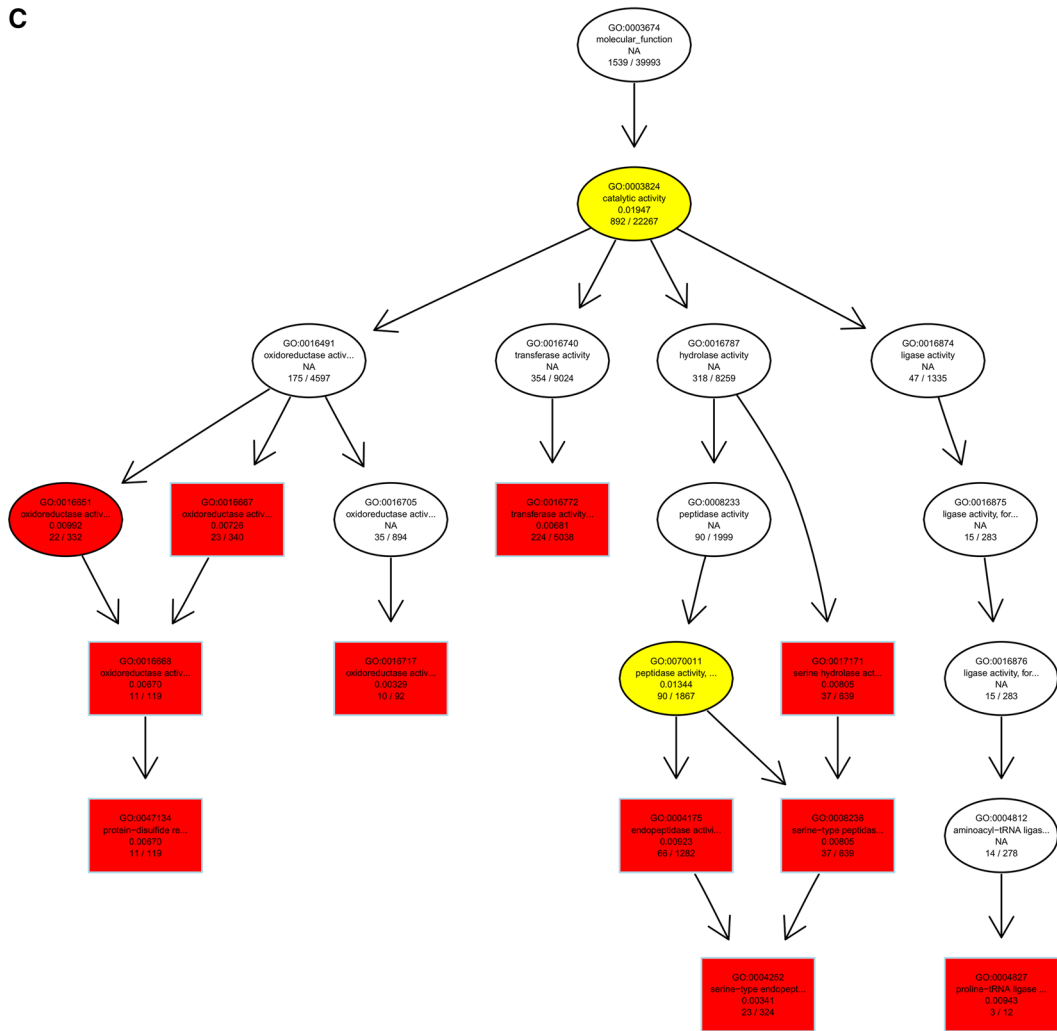 C
GO:0003674
molecular_function
NA
1539 / 39993
GO:0003824
catalytic activity
0.01947
892 / 22267
GO:0016491
oxidoreductase activ...
NA
175 / 4597
GO:0016740
transferase activity
NA
354 / 9024
GO:0016787
hydrolase activity
NA
318 / 8259
GO:0016874
ligase activity
NA
47 / 1335
GO:0016651
oxidoreductase activ...
0.00992
22 / 332
GO:0016667
oxidoreductase activ...
0.00726
23 / 340
GO:0016705
oxidoreductase activ...
NA
35 / 894
GO:0016772
transferase activity...
0.00681
224 / 5038
GO:0008233
peptidase activity
NA
90 / 1999
GO:0016875
ligase activity, for...
NA
15 / 283
GO:0016668
oxidoreductase activ...
0.00670
11 / 119
GO:0016717
oxidoreductase activ...
0.00329
10 / 92
GO:0070011
peptidase activity, ...
0.01344
90 / 1867
GO:0017171
serine hydrolase act...
0.00805
37 / 639
GO:0016876
ligase activity, for...
NA
15 / 283
GO:0047134
protein−disulfide re...
0.00670
11 / 119
GO:0004175
endopeptidase activi...
0.00923
66 / 1282
GO:0008236
serine−type peptidas...
0.00805
37 / 639
GO:0004812
aminoacyl−tRNA ligas...
NA
14 / 278
GO:0004252
serine−type endopept...
0.00341
23 / 324
GO:0004827
proline−tRNA ligase ...
0.00943
3 / 12